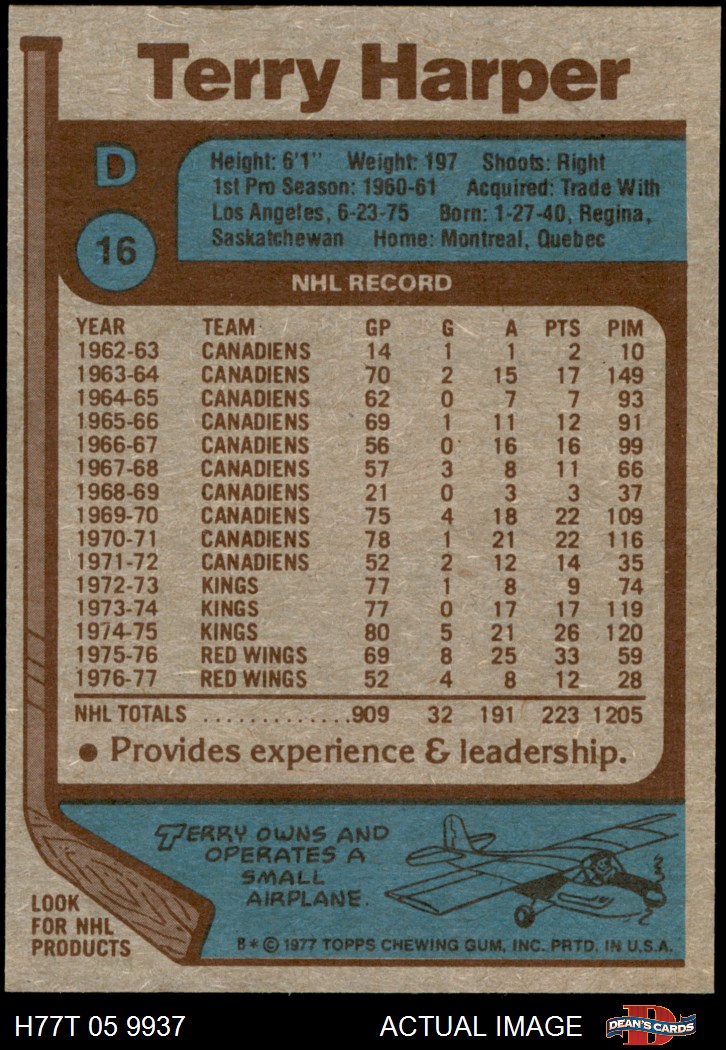 Terry Harper
D
16
Height: 6'1" Weight: 197 Shoots: Right
1st Pro Season: 1960-61 Acquired: Trade With
Los Angeles, 6-23-75 Born: 1-27-40, Regina,
Saskatchewan Home: Montreal, Quebec
NHL RECORD
YEAR TEAM GP G A PTS PIM
1962-63 CANADIENS 14 1 1 2 10
1963-64 CANADIENS 70 2 15 17 149
1964-65 CANADIENS 62 0 7 7 93
1965-66 CANADIENS 69 1 11 12 91
1966-67 CANADIENS 56 0 16 16 99
1967-68 CANADIENS 57 3 8 11 66
1968-69 CANADIENS 21 0 3 3 37
1969-70 CANADIENS 75 4 18 22 109
1970-71 CANADIENS 78 1 21 22 116
1971-72 CANADIENS 52 2 12 14 35
1972-73 KINGS 77 1 8 9 74
1973-74 KINGS 77 0 17 17 119
1974-75 KINGS 80 5 21 26 120
1975-76 RED WINGS 69 8 25 33 59
1976-77 RED WINGS 52 4 8 12 28
NHL TOTALS .............909 32 191 223 1205
● Provides experience & leadership.
TERRY OWNS AND
OPERATES A
SMALL
AIRPLANE.
LOOK
FOR NHL
PRODUCTS
B * © 1977 TOPPS CHEWING GUM, INC. PRTD. IN U.S.A.
H77T 05 9937 ACTUAL IMAGE DEAN'S CARDS